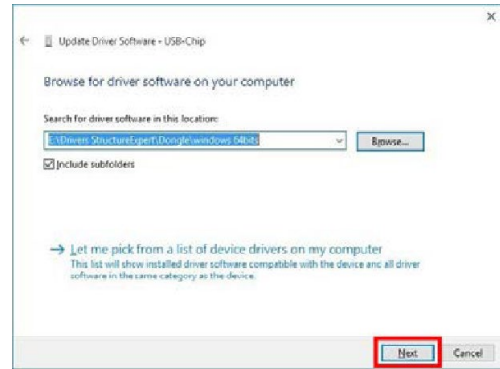 Update Driver Software - USB-Chip
Browse for driver software on your computer
Search for driver software in this location:
E:\Drivers StructureExpert\Dongle\windows 64bits
Browse...
Include subfolders
Let me pick from a list of device drivers on my computer
This list will show installed driver software compatible with the device and all driver
software in the same category as the device.
Next Cancel